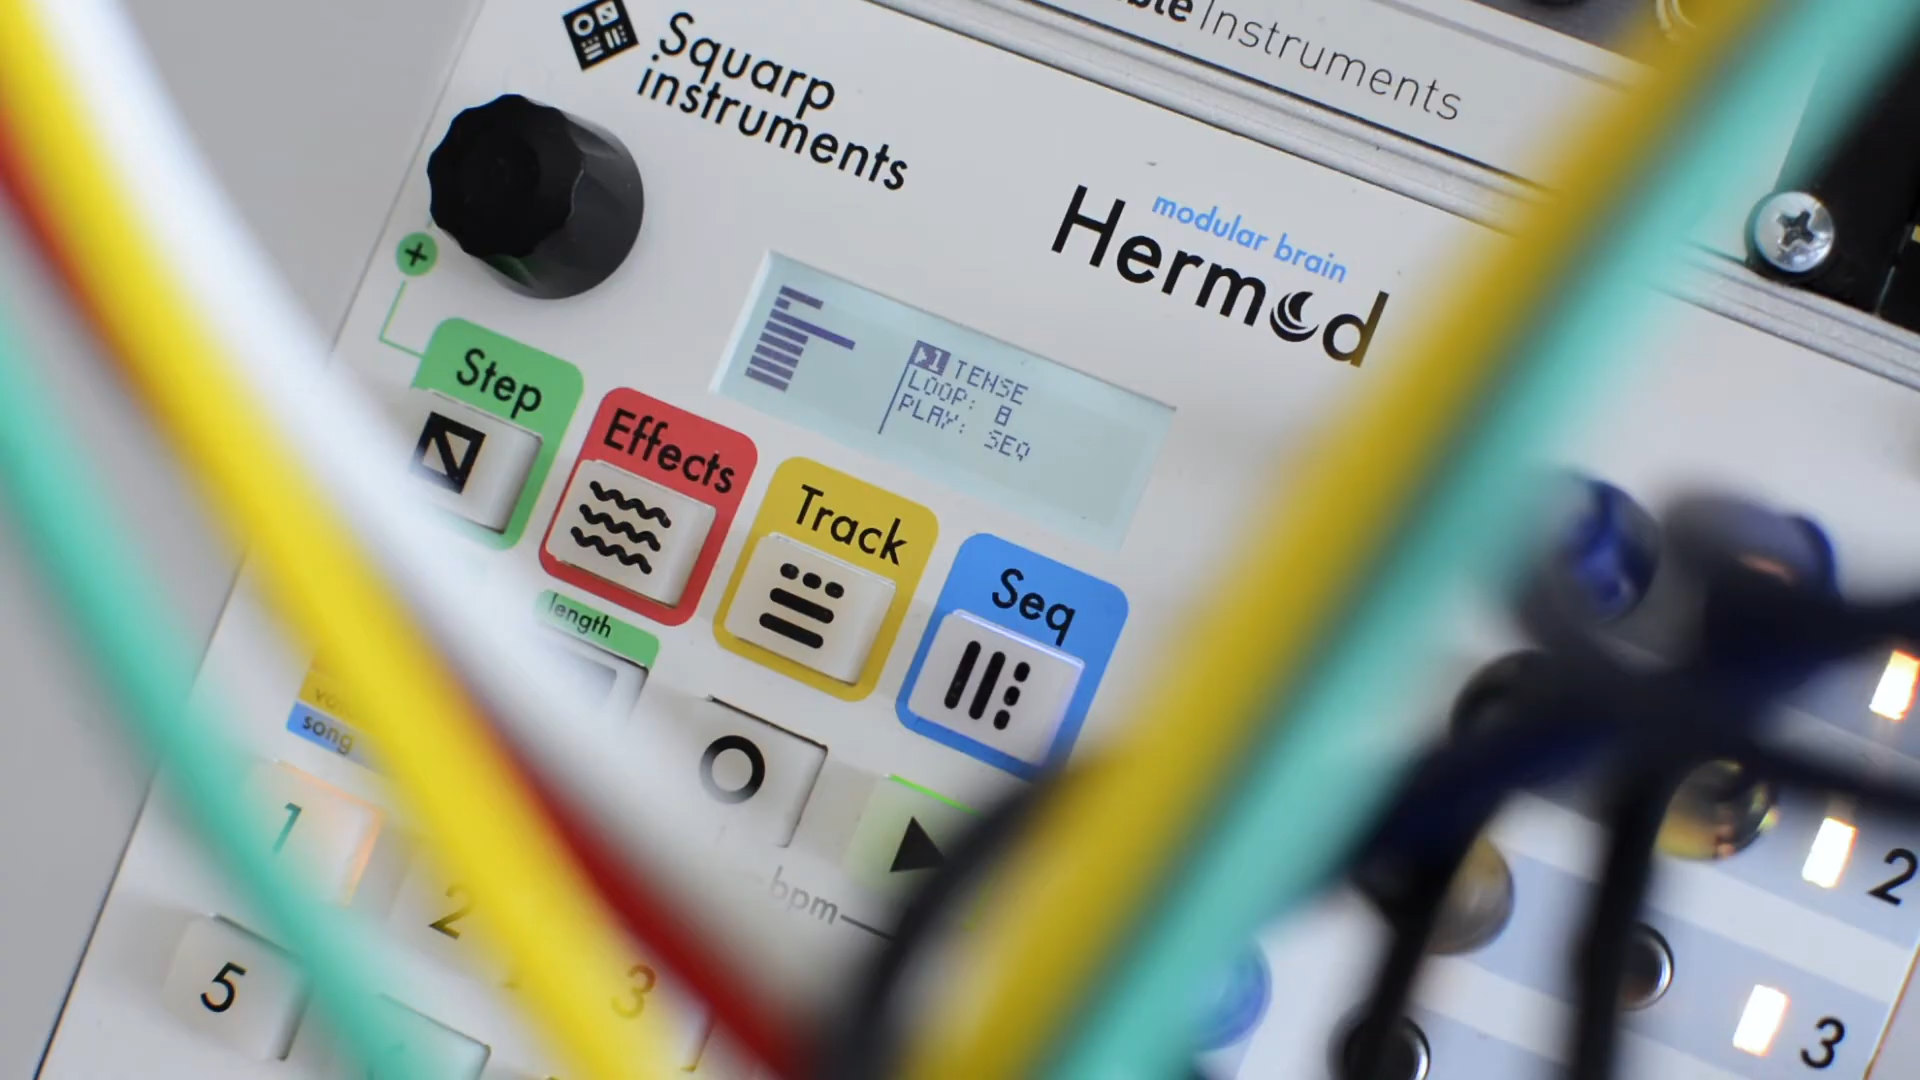 Instruments
Squarp
instruments
modular brain
Hermod
1 TENSE
LOOP: 8
PLAY: SEQ
Step
Effects
Track
Seq
length
song
bpm
1
2
3
5
2
3